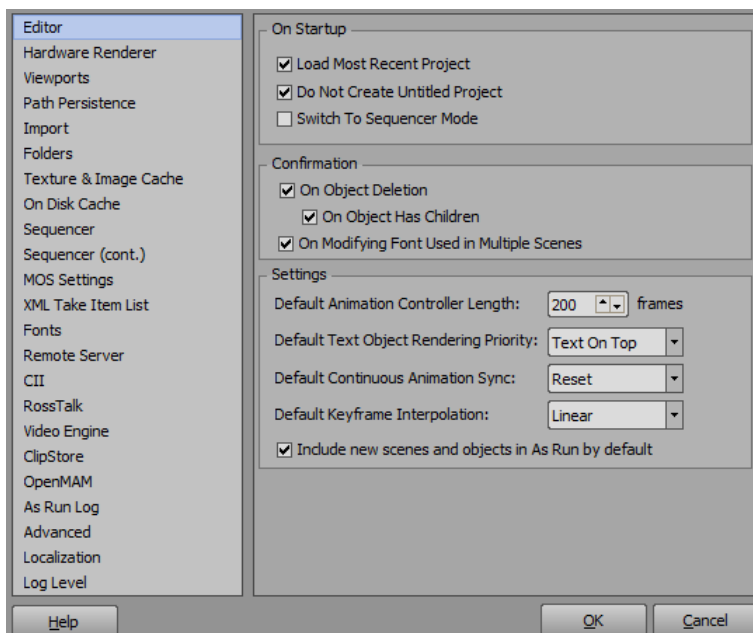 Editor
Hardware Renderer
Viewports
Path Persistence
Import
Folders
Texture & Image Cache
On Disk Cache
Sequencer
Sequencer (cont.)
MOS Settings
XML Take Item List
Fonts
Remote Server
CII
RossTalk
Video Engine
ClipStore
OpenMAM
As Run Log
Advanced
Localization
Log Level
On Startup
Load Most Recent Project
Do Not Create Untitled Project
Switch To Sequencer Mode
Confirmation
On Object Deletion
On Object Has Children
On Modifying Font Used in Multiple Scenes
Settings
Default Animation Controller Length: 200 frames
Default Text Object Rendering Priority: Text On Top
Default Continuous Animation Sync: Reset
Default Keyframe Interpolation: Linear
Include new scenes and objects in As Run by default
Help OK Cancel